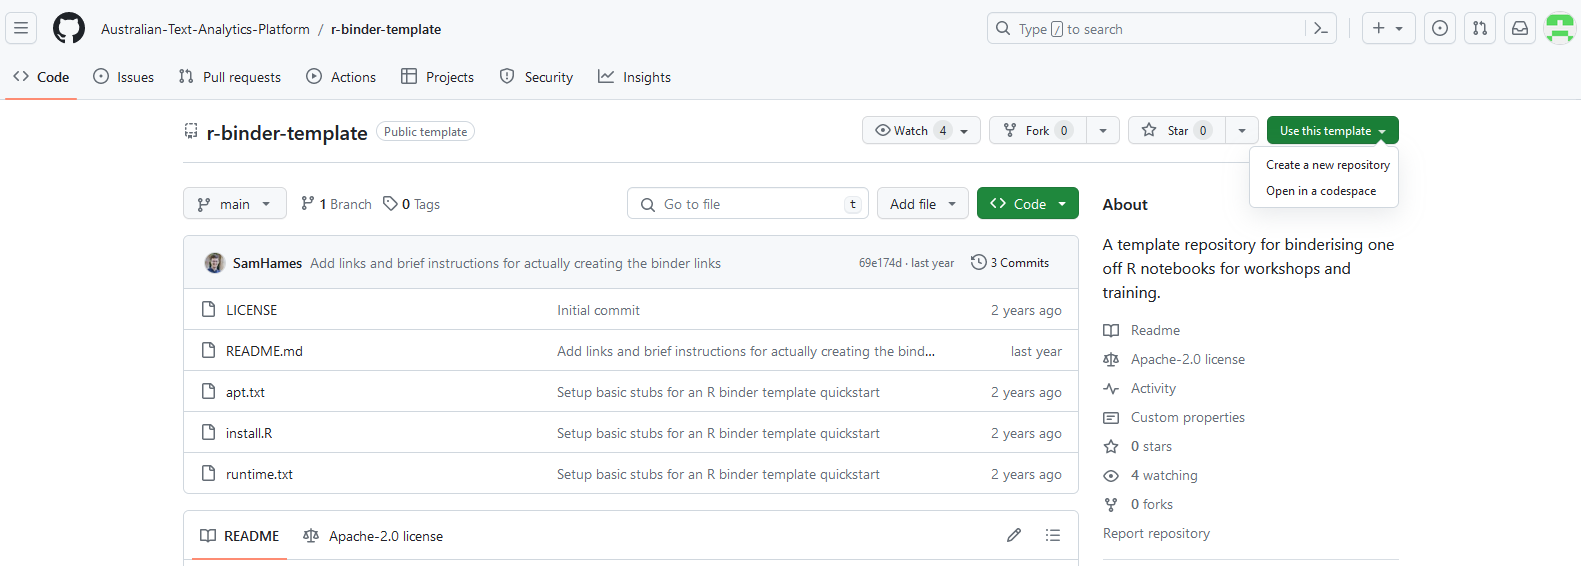 Australian-Text-Analytics-Platform / r-binder-template
Type / to search
Code Issues Pull requests Actions Projects Security Insights
r-binder-template Public template
Watch 4 Fork 0 Star 0 Use this template
Create a new repository
Open in a codespace
main 1 Branch 0 Tags Go to file t Add file Code
SamHames Add links and brief instructions for actually creating the binder links 69e174d · last year 3 Commits
LICENSE Initial commit 2 years ago
README.md Add links and brief instructions for actually creating the bind... last year
apt.txt Setup basic stubs for an R binder template quickstart 2 years ago
install.R Setup basic stubs for an R binder template quickstart 2 years ago
runtime.txt Setup basic stubs for an R binder template quickstart 2 years ago
README Apache-2.0 license
About
A template repository for binderising one
off R notebooks for workshops and
training.
Readme
Apache-2.0 license
Activity
Custom properties
0 stars
4 watching
0 forks
Report repository